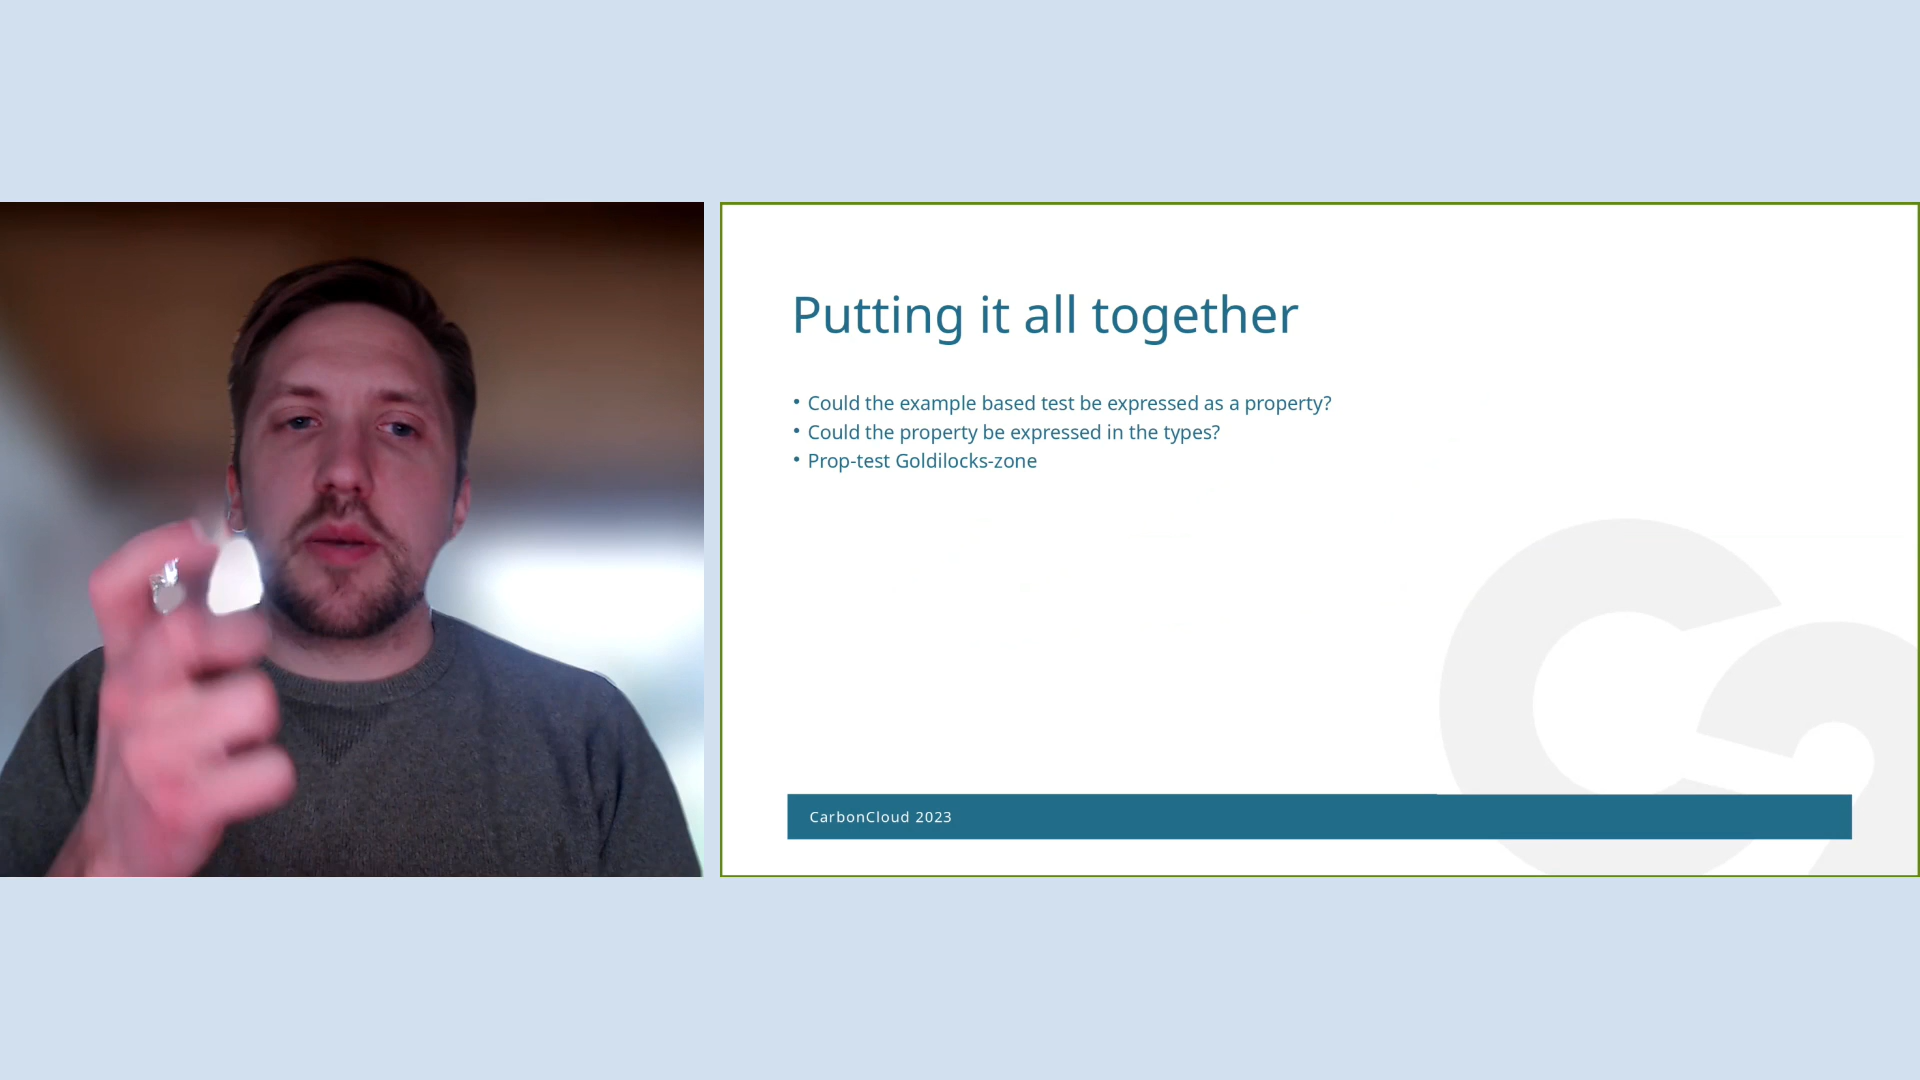 Putting it all together
• Could the example based test be expressed as a property?
• Could the property be expressed in the types?
• Prop-test Goldilocks-zone
CarbonCloud 2023